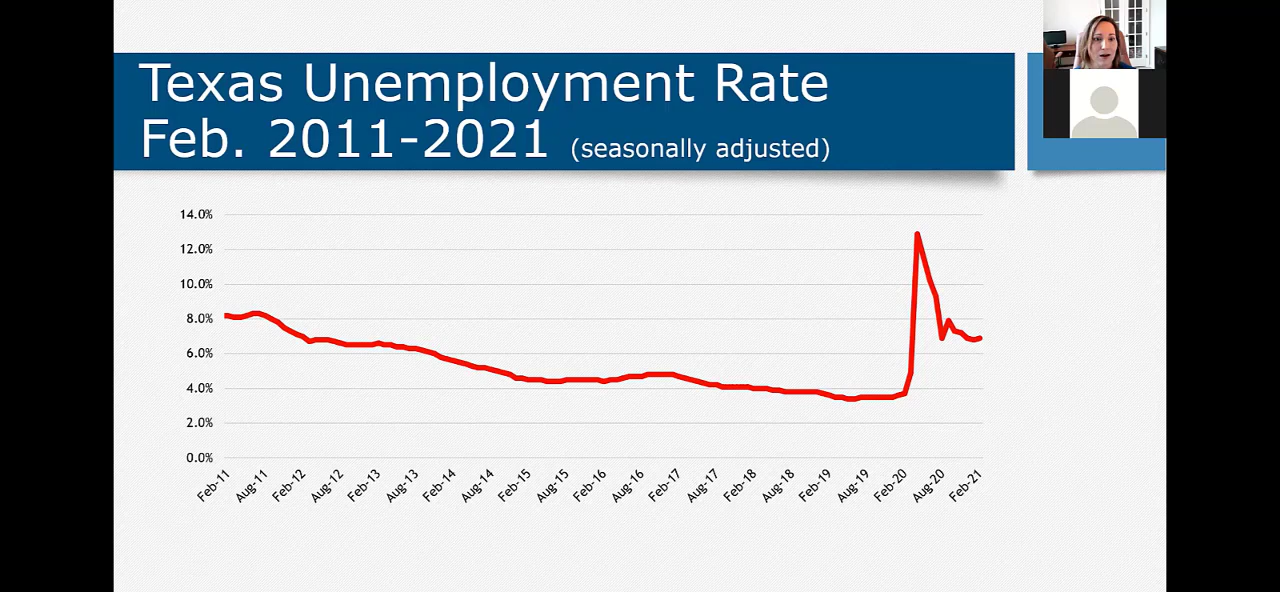 Texas Unemployment Rate
Feb. 2011-2021 (seasonally adjusted)
14.0%
12.0%
10.0%
8.0%
6.0%
4.0%
2.0%
0.0%
Feb-11
Aug-11
Feb-12
Aug-12
Feb-13
Aug-13
Feb-14
Aug-14
Feb-15
Aug-15
Feb-16
Aug-16
Feb-17
Aug-17
Feb-18
Aug-18
Feb-19
Aug-19
Feb-20
Aug-20
Feb-21